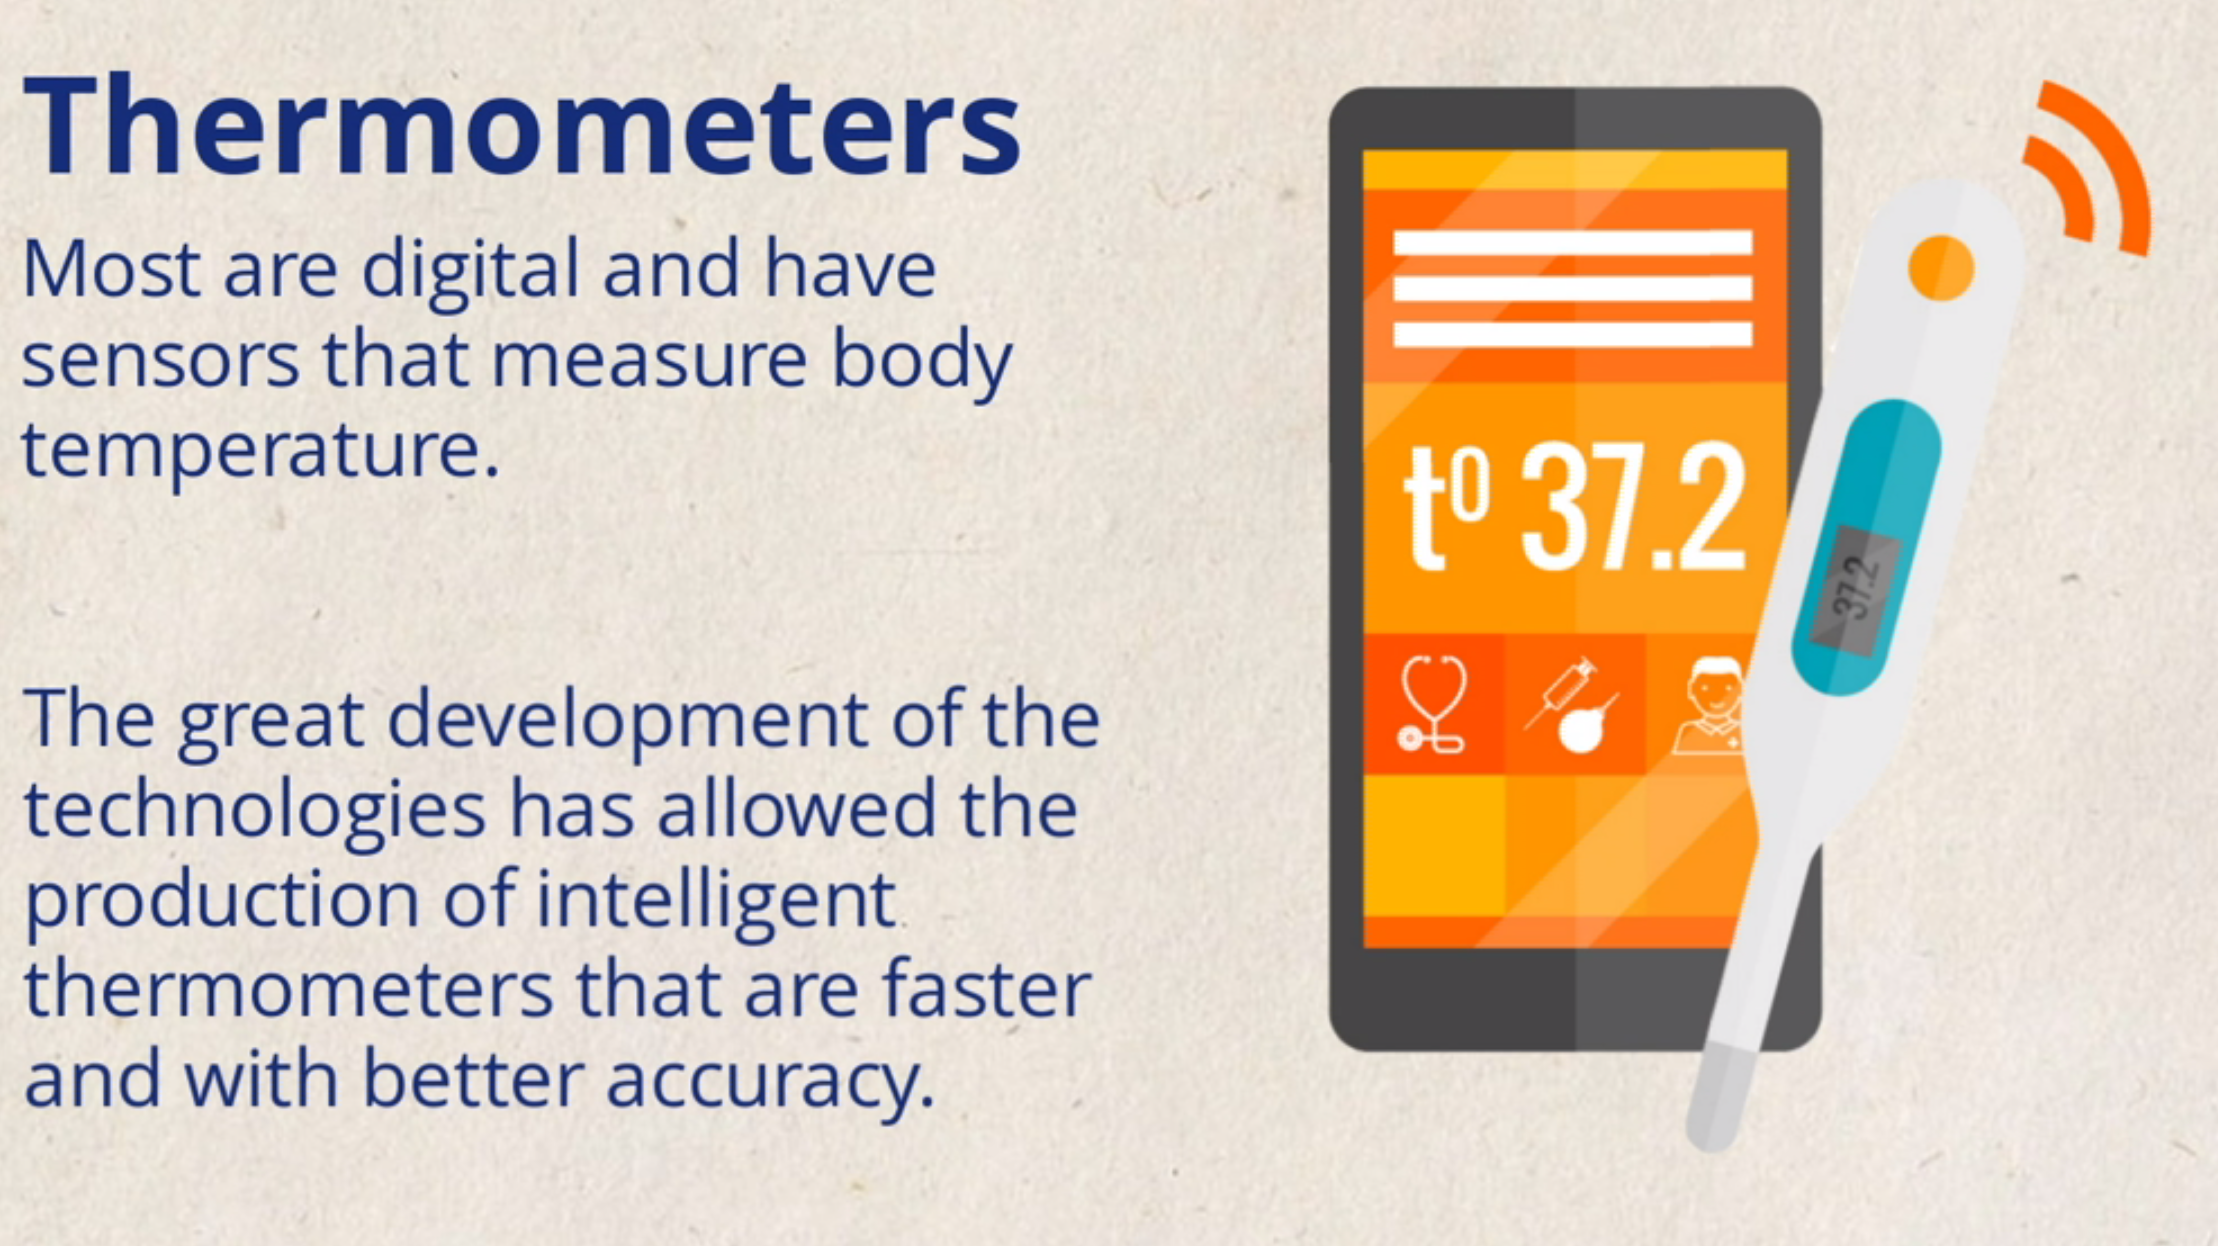 Thermometers
Most are digital and have
sensors that measure body
temperature.
The great development of the
technologies has allowed the
production of intelligent
thermometers that are faster
and with better accuracy.
tº 37.2
37.2